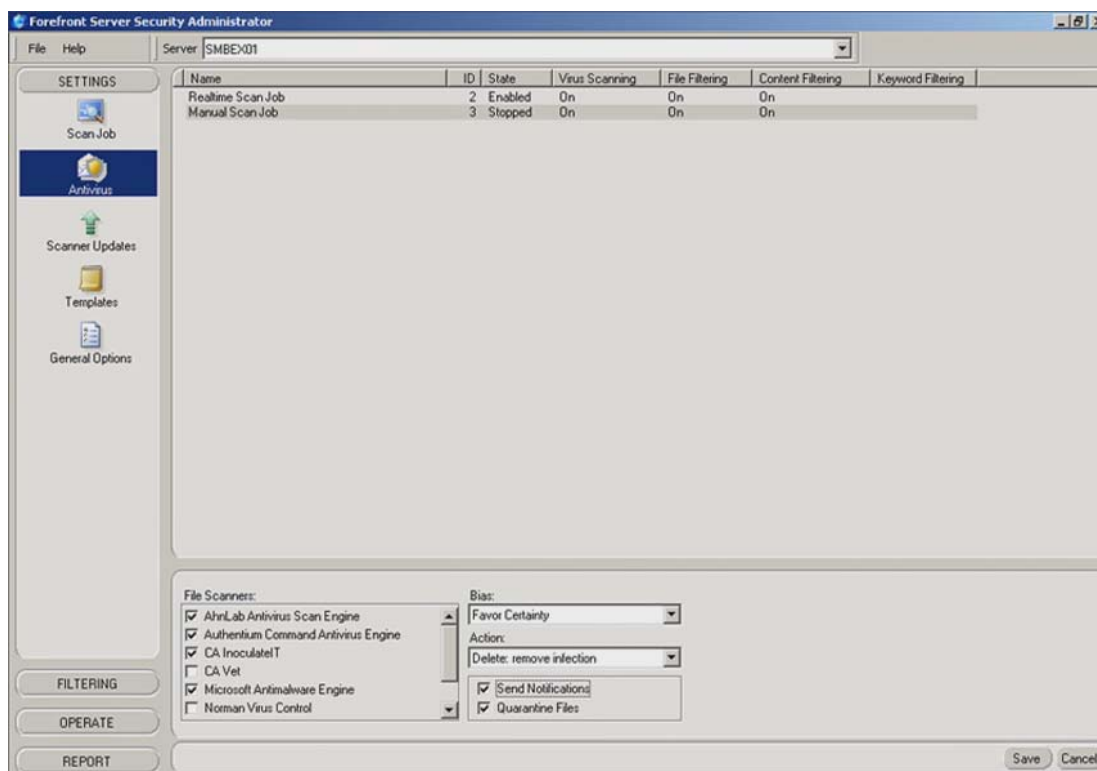 Forefront Server Security Administrator
File Help Server SMBEX01
SETTINGS
Scan Job
Antivirus
Scanner Updates
Templates
General Options
FILTERING
OPERATE
REPORT
Name ID State Virus Scanning File Filtering Content Filtering Keyword Filtering
Realtime Scan Job 2 Enabled On On On
Manual Scan Job 3 Stopped On On On
File Scanners:
AhnLab Antivirus Scan Engine
Authentium Command Antivirus Engine
CA InoculateIT
CA Vet
Microsoft Antimalware Engine
Norman Virus Control
Bias:
Favor Certainty
Action:
Delete: remove infection
Send Notifications
Quarantine Files
Save Cancel